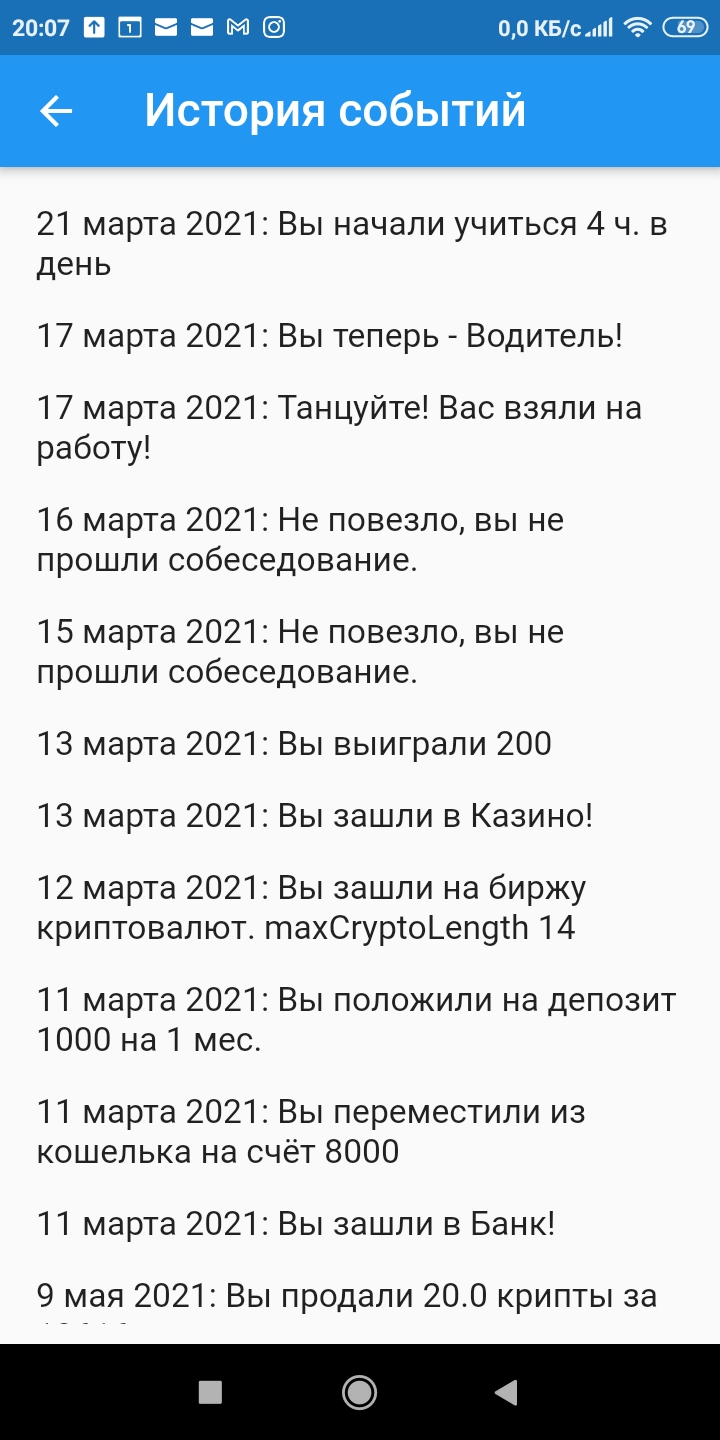 20:07
1
0,0 КБ/с
69
История событий
21 марта 2021: Вы начали учиться 4 ч. в
день
17 марта 2021: Вы теперь - Водитель!
17 марта 2021: Танцуйте! Вас взяли на
работу!
16 марта 2021: Не повезло, вы не
прошли собеседование.
15 марта 2021: Не повезло, вы не
прошли собеседование.
13 марта 2021: Вы выиграли 200
13 марта 2021: Вы зашли в Казино!
12 марта 2021: Вы зашли на биржу
криптовалют. maxCryptoLength 14
11 марта 2021: Вы положили на депозит
1000 на 1 мес.
11 марта 2021: Вы переместили из
кошелька на счёт 8000
11 марта 2021: Вы зашли в Банк!
9 мая 2021: Вы продали 20.0 крипты за